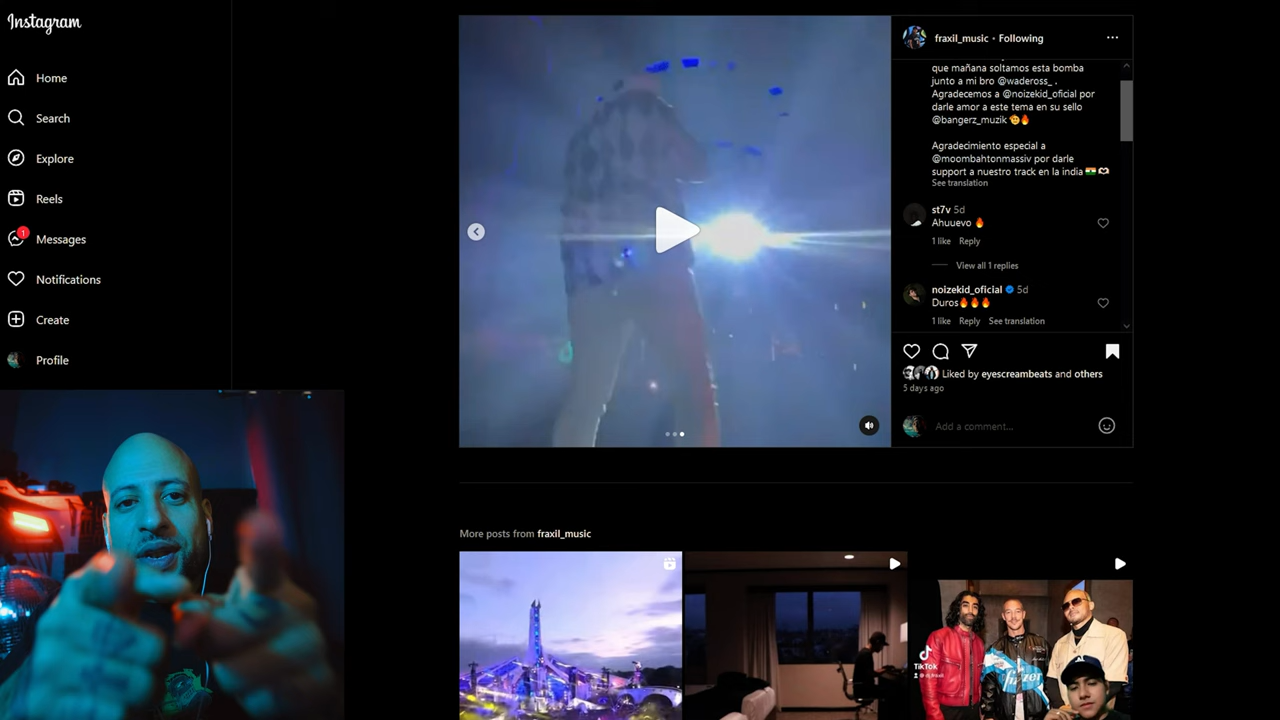 Instagram
Home
Search
Explore
Reels
1
Messages
Notifications
Create
Profile
fraxil_music • Following
que mañana soltamos esta bomba
junto a mi bro @wadeross_ .
Agradecemos a @noizekid_oficial por
darle amor a este tema en su sello
@bangerz_muzik 🫡🔥
Agradecimiento especial a
@moombahtonmassiv por darle
support a nuestro track en la india 🇮🇳🫶
See translation
st7v 5d
Ahuuevo 🔥
1 like Reply
View all 1 replies
noizekid_oficial 5d
Duros🔥🔥🔥
1 like Reply See translation
Liked by eyescreambeats and others
5 days ago
Add a comment...
More posts from fraxil_music
TikTok